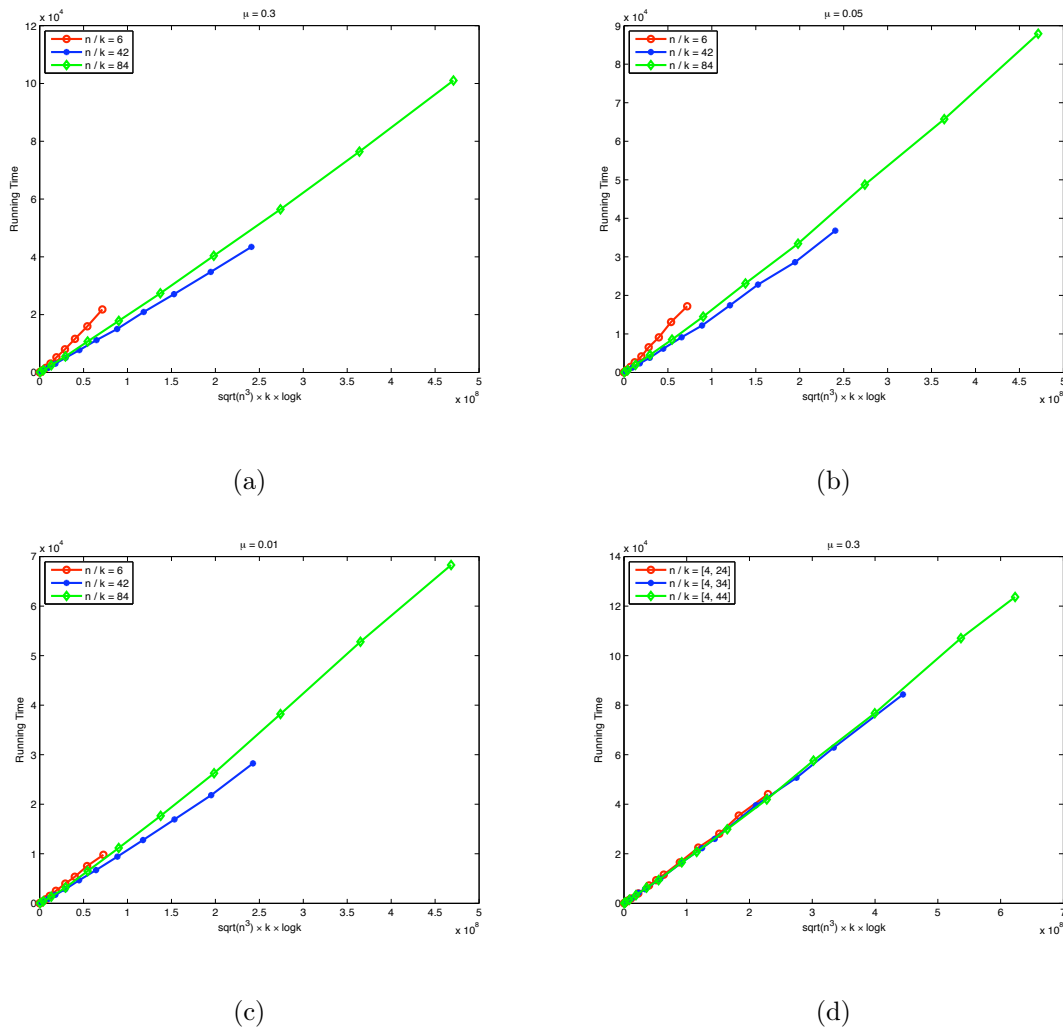 μ = 0.3
x 10^4
12
10
8
6
4
2
0
Running Time
n / k = 6
n / k = 42
n / k = 84
0 0.5 1 1.5 2 2.5 3 3.5 4 4.5 5
sqrt(n^3) × k × logk
x 10^8
(a)
μ = 0.05
x 10^4
9
8
7
6
5
4
3
2
1
0
Running Time
n / k = 6
n / k = 42
n / k = 84
0 0.5 1 1.5 2 2.5 3 3.5 4 4.5 5
sqrt(n^3) × k × logk
x 10^8
(b)
μ = 0.01
x 10^4
7
6
5
4
3
2
1
0
Running Time
n / k = 6
n / k = 42
n / k = 84
0 0.5 1 1.5 2 2.5 3 3.5 4 4.5 5
sqrt(n^3) × k × logk
x 10^8
(c)
μ = 0.3
x 10^4
14
12
10
8
6
4
2
0
Running Time
n / k = [4, 24]
n / k = [4, 34]
n / k = [4, 44]
0 1 2 3 4 5 6 7
sqrt(n^3) × k × logk
x 10^8
(d)